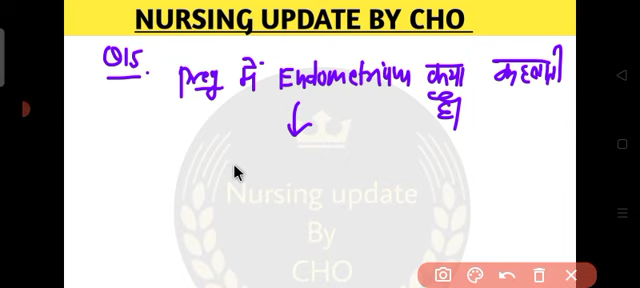 NURSING UPDATE BY CHO
Q15. Preg में Endometrium क्या कहलाती
है।
Nursing update
By
CHO